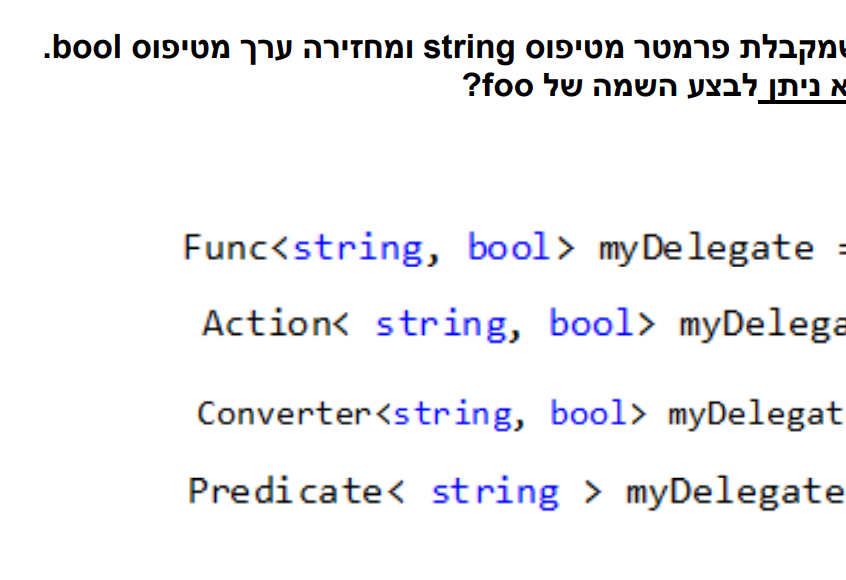 שמקבלת פרמטר מטיפוס string ומחזירה ערך מטיפוס bool.
א ניתן לבצע השמה של foo?
Func<string, bool> myDelegate =
Action< string, bool> myDelega
Converter<string, bool> myDelegat
Predicate< string > myDelegate